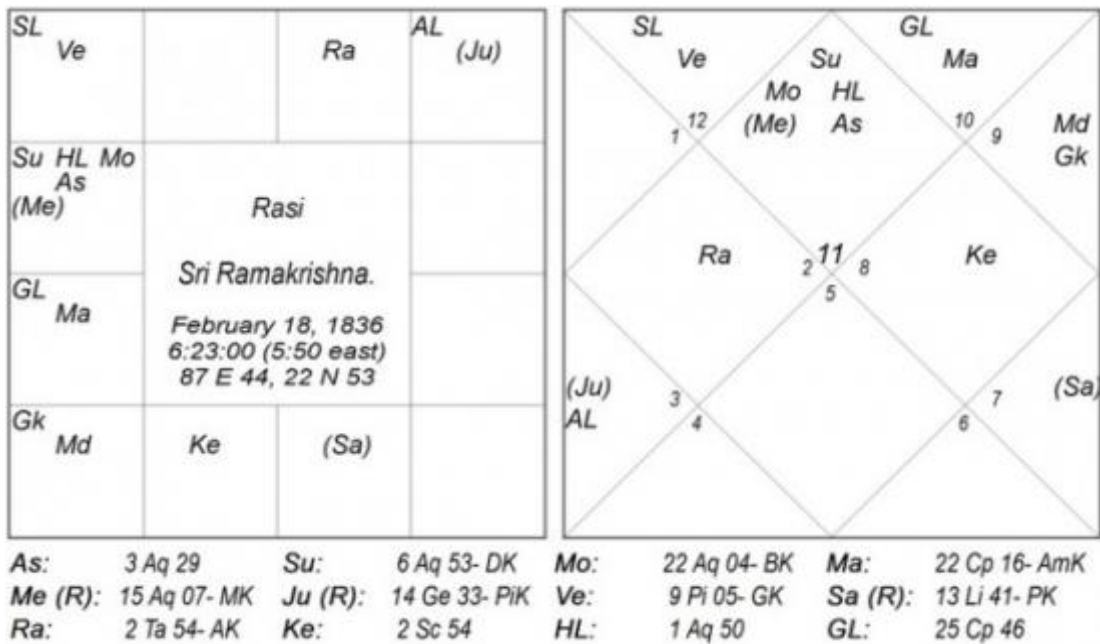 SL
Ve
Ra
AL
(Ju)
Su HL Mo
As
(Me)
Rasi
Sri Ramakrishna.
February 18, 1836
6:23:00 (5:50 east)
87 E 44, 22 N 53
GL
Ma
Gk
Md
Ke
(Sa)
SL
Ve
Su
GL
Ma
Mo HL
(Me) As
12
1
10
9
Md
Gk
Ra
2 11 8
5
Ke
(Ju)
AL
3
4
7
6
(Sa)
As: 3 Aq 29 Su: 6 Aq 53- DK Mo: 22 Aq 04- BK Ma: 22 Cp 16- AmK
Me (R): 15 Aq 07- MK Ju (R): 14 Ge 33- PiK Ve: 9 Pi 05- GK Sa (R): 13 Li 41- PK
Ra: 2 Ta 54- AK Ke: 2 Sc 54 HL: 1 Aq 50 GL: 25 Cp 46